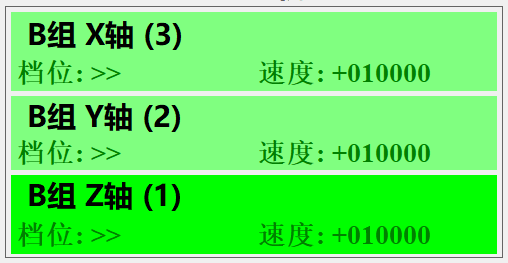 B组 X轴 (3)
档位: >> 速度: +010000
B组 Y轴 (2)
档位: >> 速度: +010000
B组 Z轴 (1)
档位: >> 速度: +010000